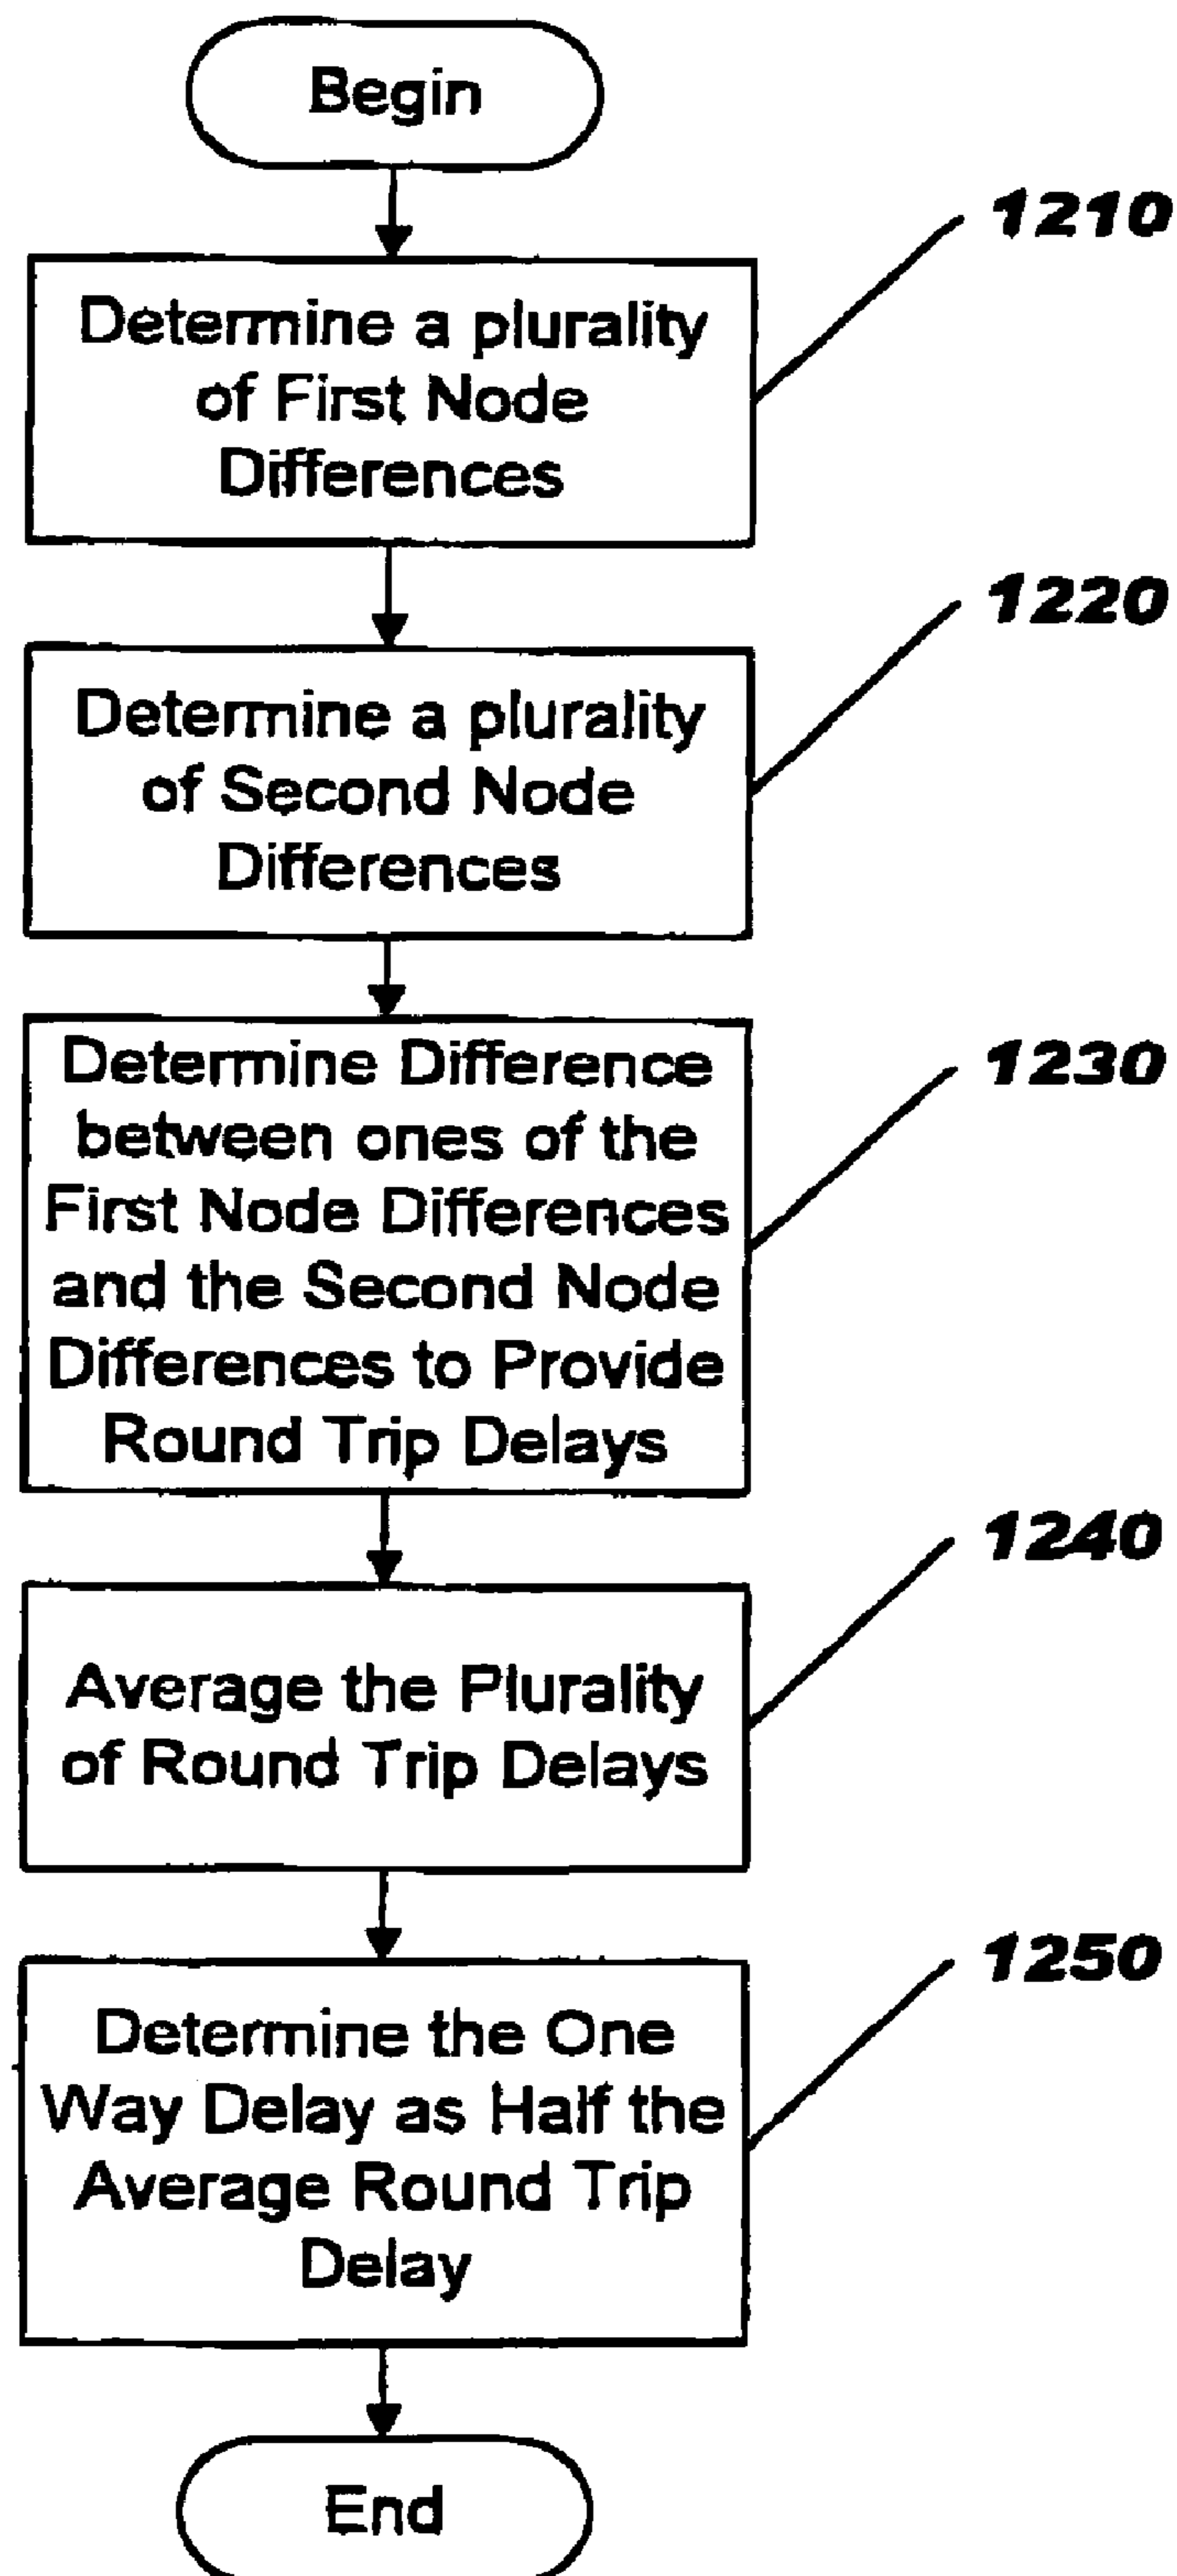 Begin
1210
Determine a plurality
of First Node
Differences
1220
Determine a plurality
of Second Node
Differences
1230
Determine Difference
between ones of the
First Node Differences
and the Second Node
Differences to Provide
Round Trip Delays
1240
Average the Plurality
of Round Trip Delays
1250
Determine the One
Way Delay as Half the
Average Round Trip
Delay
End